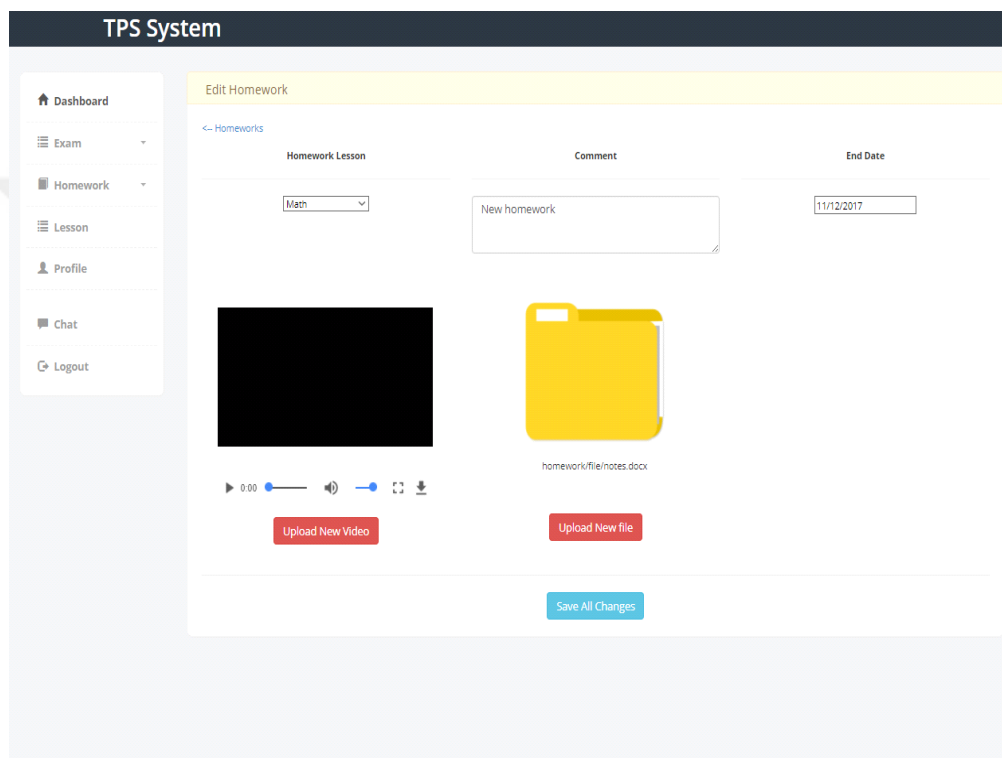 TPS System
Dashboard
Exam
Homework
Lesson
Profile
Chat
Logout
Edit Homework
<-- Homeworks
Homework Lesson
Comment
End Date
Math
New homework
11/12/2017
0:00
homework/file/notes.docx
Upload New Video
Upload New file
Save All Changes